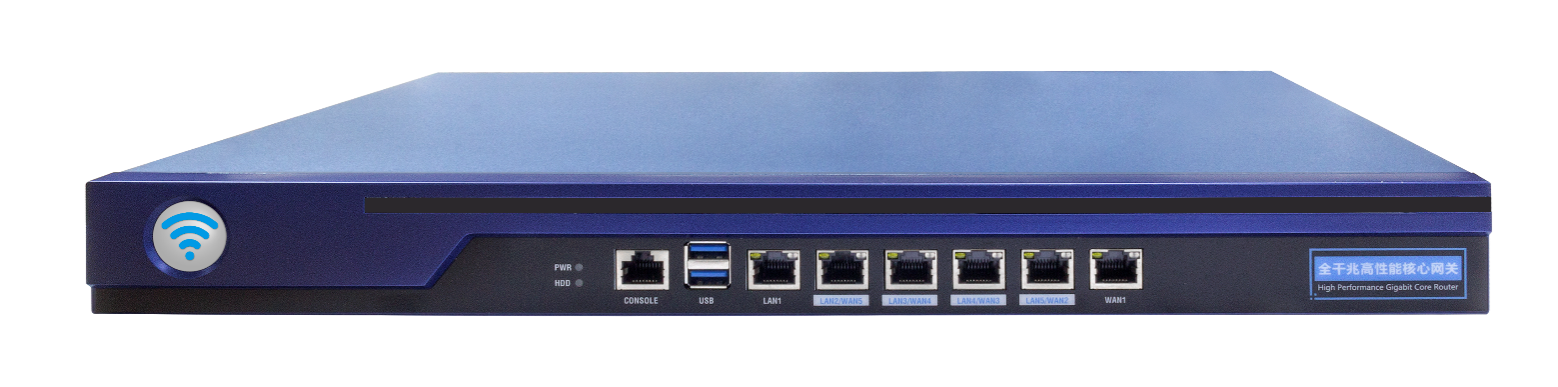 PWR
HDD
CONSOLE
USB
LAN1
LAN2/WAN5
LAN3/WAN4
LAN4/WAN3
LAN5/WAN2
WAN1
全千兆高性能核心网关
High Performance Gigabit Core Router